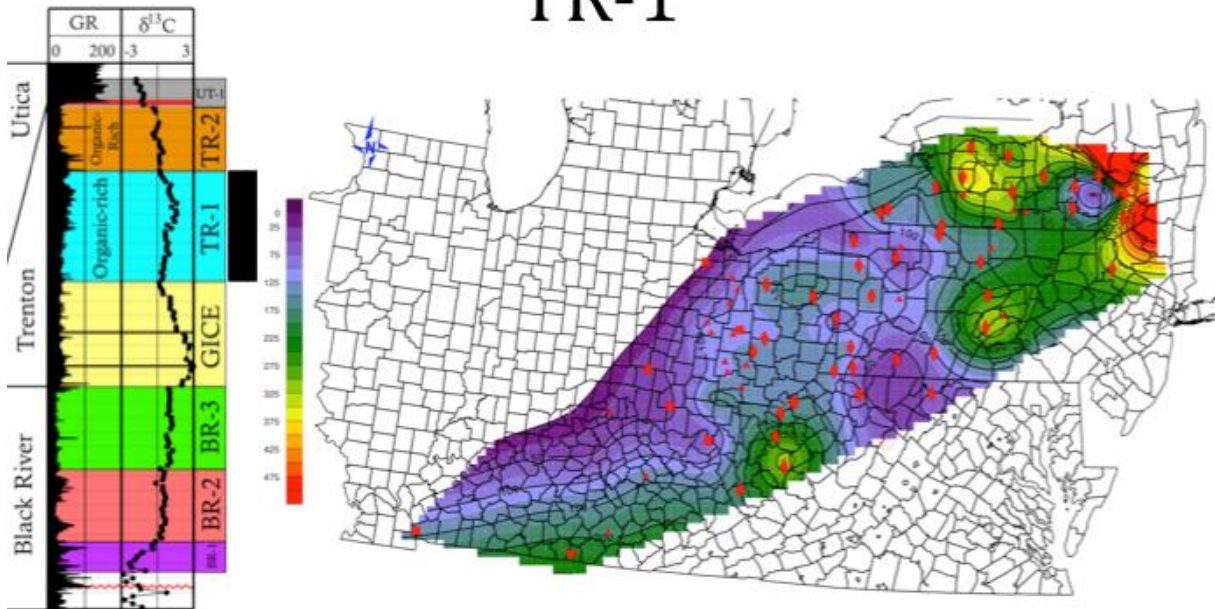 TR-1
GR
δ¹³C
0 200 -3 3
Utica
Trenton
Black River
UT-1
Organic-Rich
TR-2
Organic-rich
TR-1
GICE
BR-3
BR-2
BR-1
0
25
75
125
175
225
275
325
375
425
475
N
100